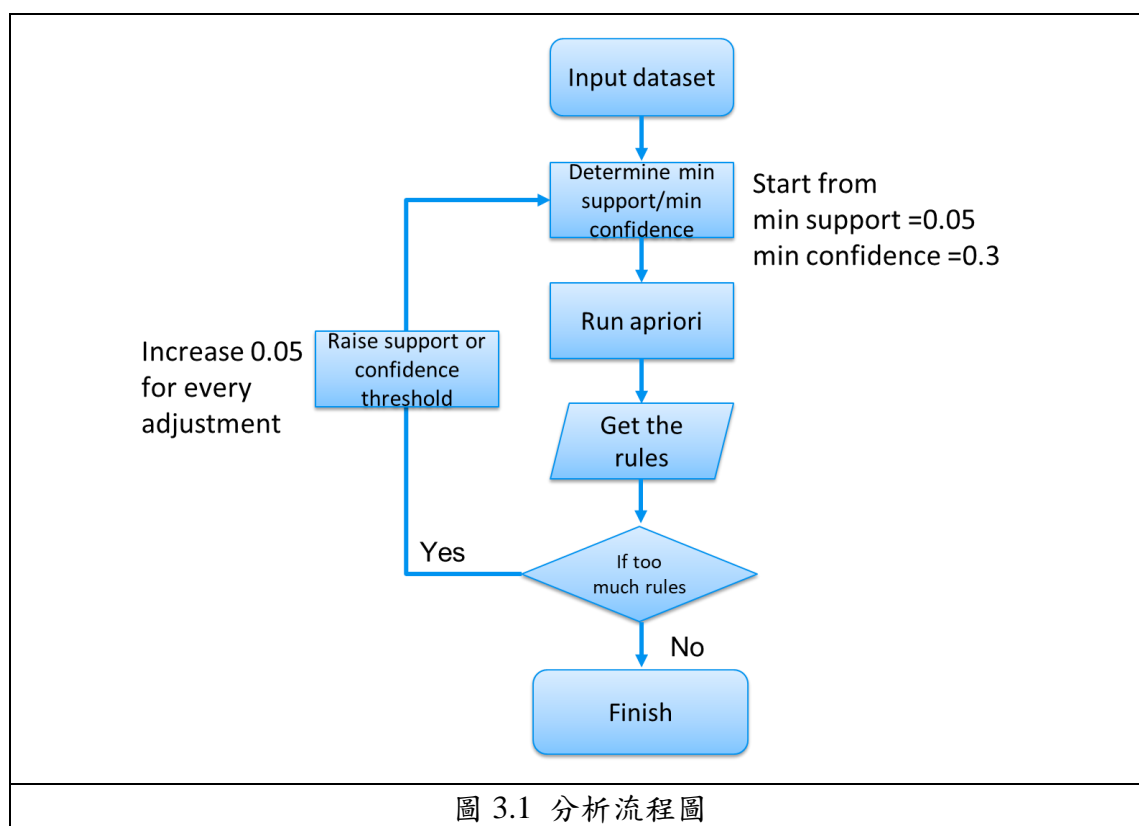 Input dataset
Determine min
support/min
confidence
Start from
min support =0.05
min confidence =0.3
Run apriori
Increase 0.05
for every
adjustment
Raise support or
confidence
threshold
Get the
rules
If too
much rules
Yes
No
Finish
圖 3.1 分析流程圖